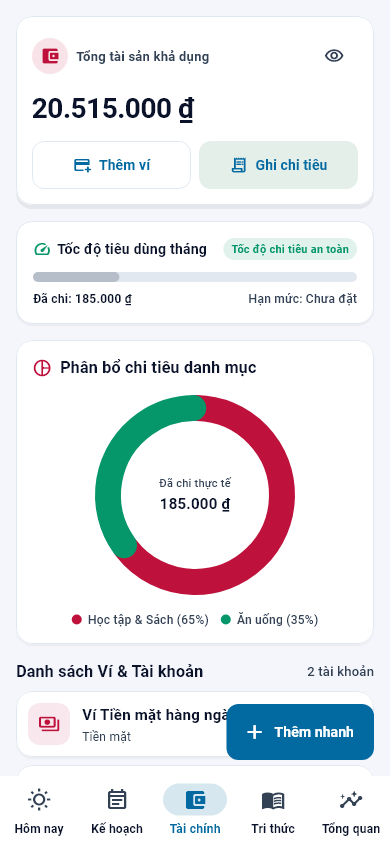 Tổng tài sản khả dụng
20.515.000 ₫
Thêm ví
Ghi chi tiêu
Tốc độ tiêu dùng tháng
Tốc độ chi tiêu an toàn
Đã chi: 185.000 ₫
Hạn mức: Chưa đặt
Phân bổ chi tiêu danh mục
Đã chi thực tế
185.000 ₫
Học tập & Sách (65%)
Ăn uống (35%)
Danh sách Ví & Tài khoản
2 tài khoản
Ví Tiền mặt hàng ngà
Tiền mặt
Thêm nhanh
Hôm nay
Kế hoạch
Tài chính
Tri thức
Tổng quan